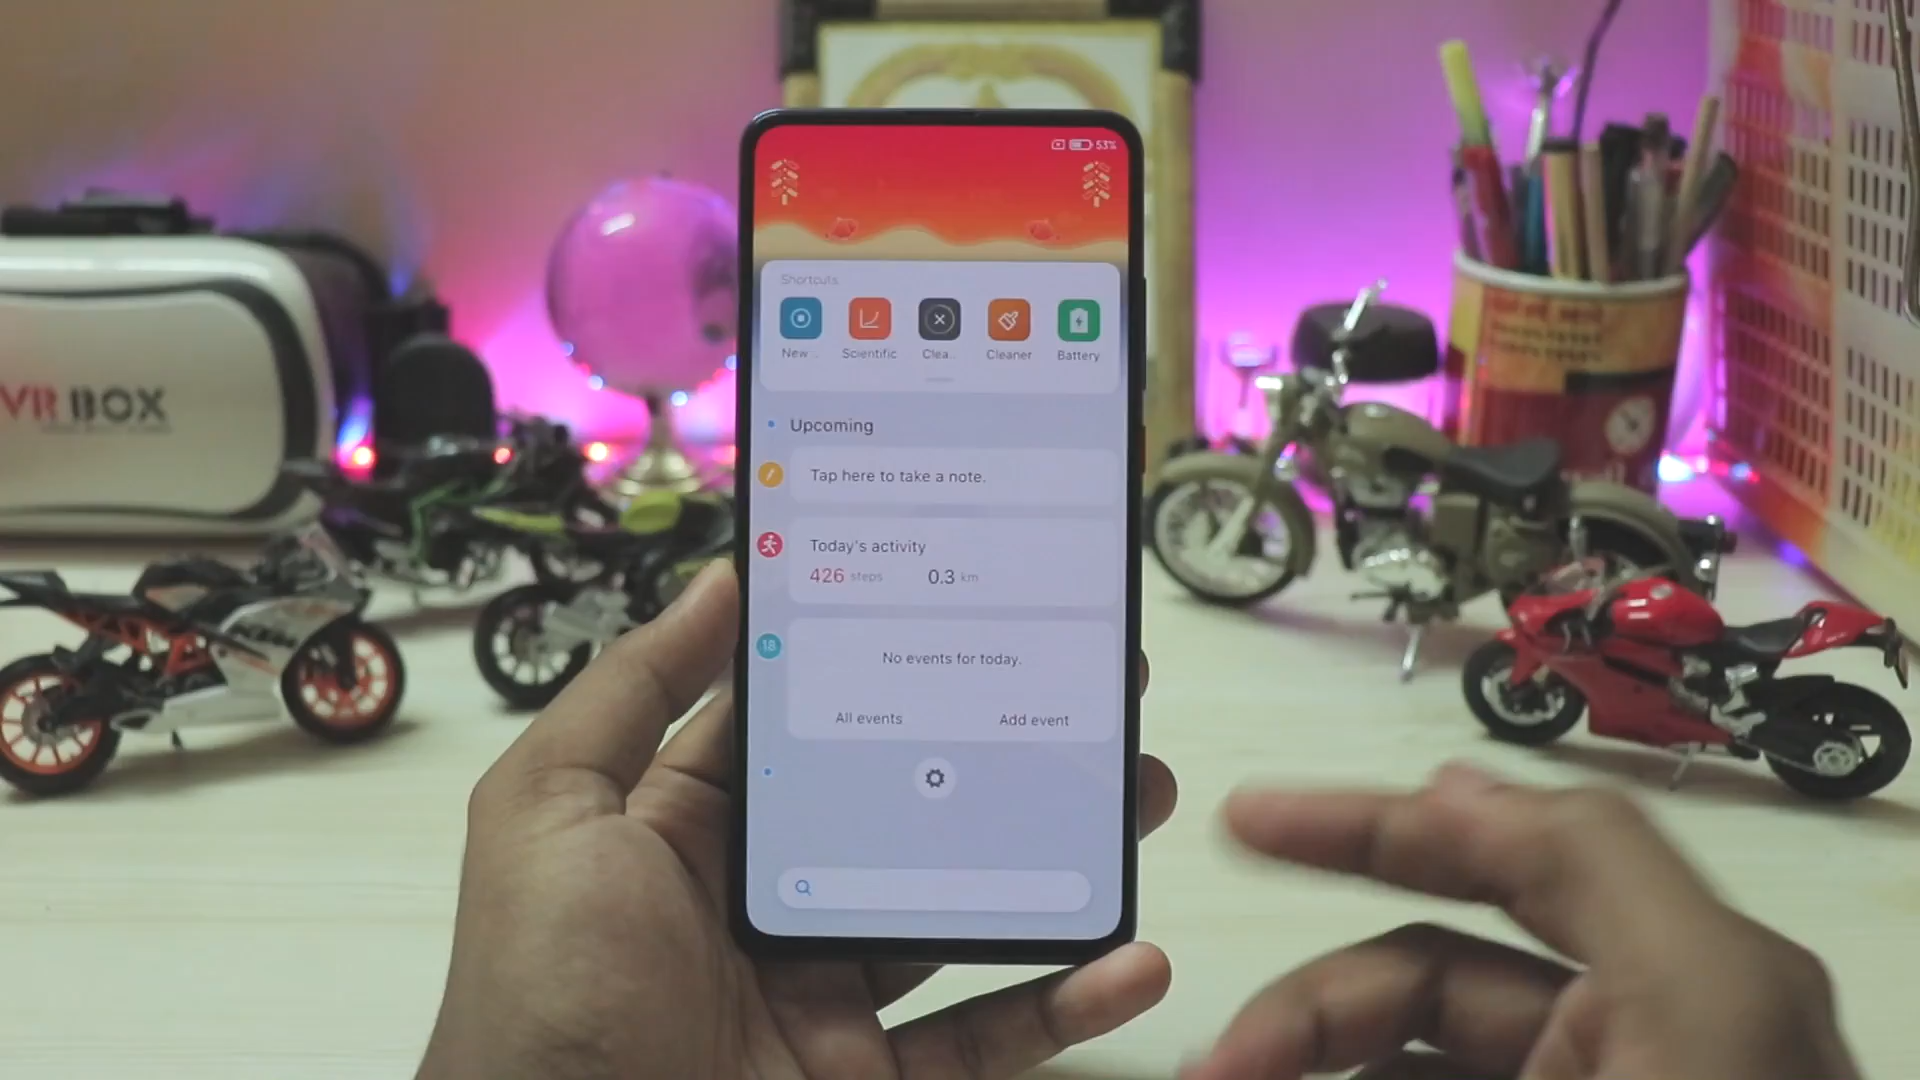 53%
Shortcuts
New ..
Scientific
Clea..
Cleaner
Battery
Upcoming
Tap here to take a note.
Today's activity
426 steps
0.3 km
18
No events for today.
All events
Add event
VR BOX
KTM